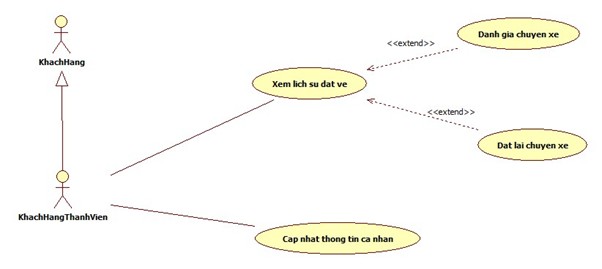 Danh gia chuyen xe
<<extend>>
KhachHang
Xem lich su dat ve
<<extend>>
Dat lai chuyen xe
KhachHangThanhVien
Cap nhat thong tin ca nhan